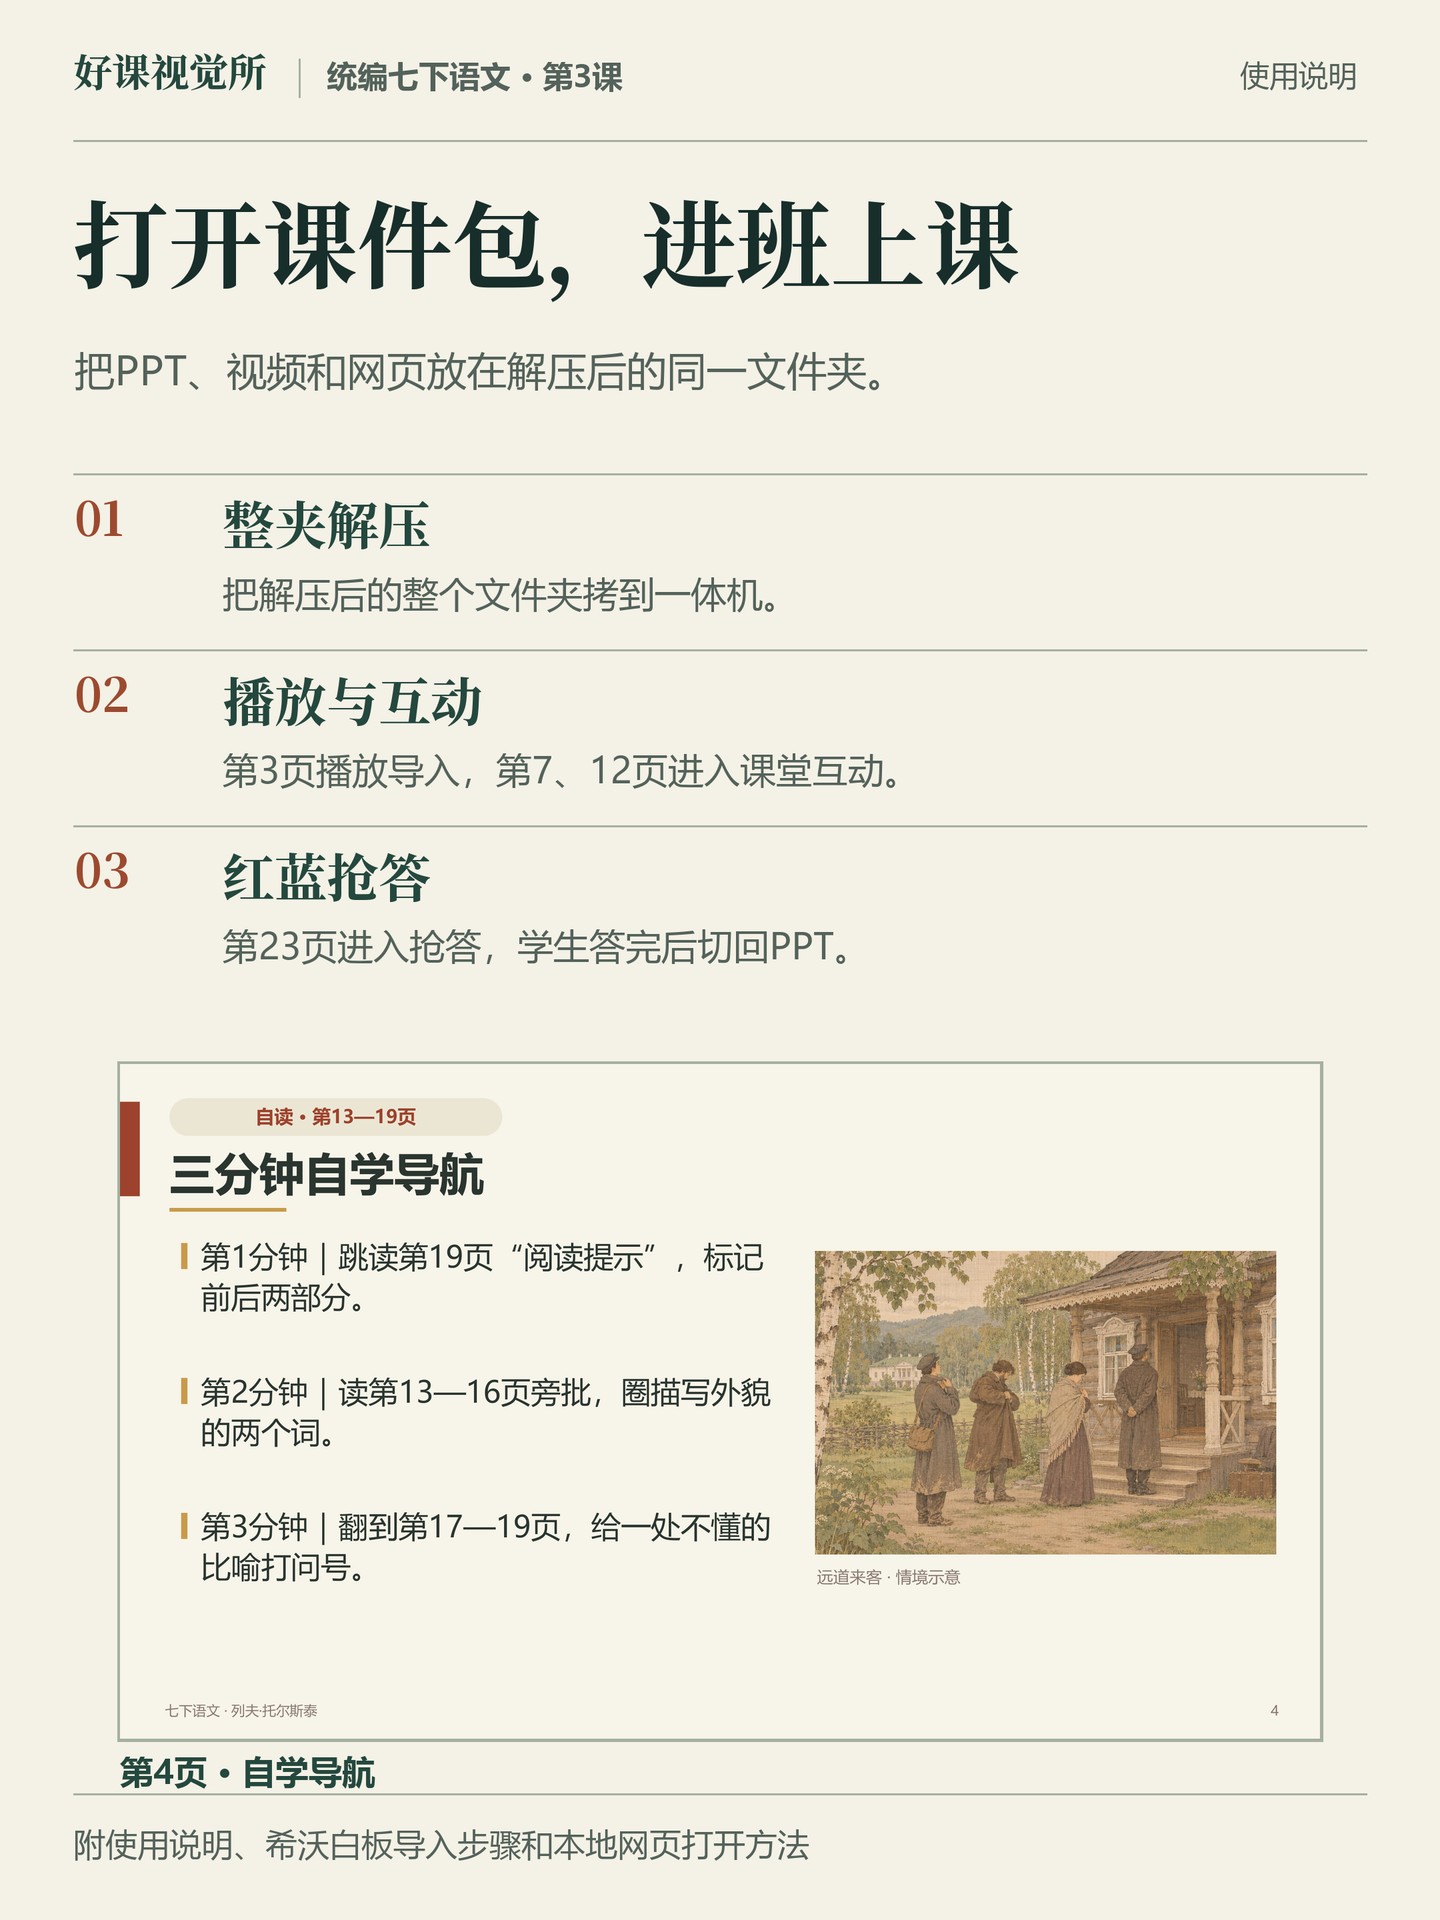 好课视觉所 统编七下语文·第3课 使用说明
打开课件包，进班上课
把PPT、视频和网页放在解压后的同一文件夹。
01 整夹解压
把解压后的整个文件夹拷到一体机。
02 播放与互动
第3页播放导入，第7、12页进入课堂互动。
03 红蓝抢答
第23页进入抢答，学生答完后切回PPT。
自读·第13—19页
三分钟自学导航
第1分钟｜跳读第19页“阅读提示”，标记
前后两部分。
第2分钟｜读第13—16页旁批，圈描写外貌
的两个词。
第3分钟｜翻到第17—19页，给一处不懂的
比喻打问号。
远道来客·情境示意
七下语文·列夫·托尔斯泰 4
第4页·自学导航
附使用说明、希沃白板导入步骤和本地网页打开方法